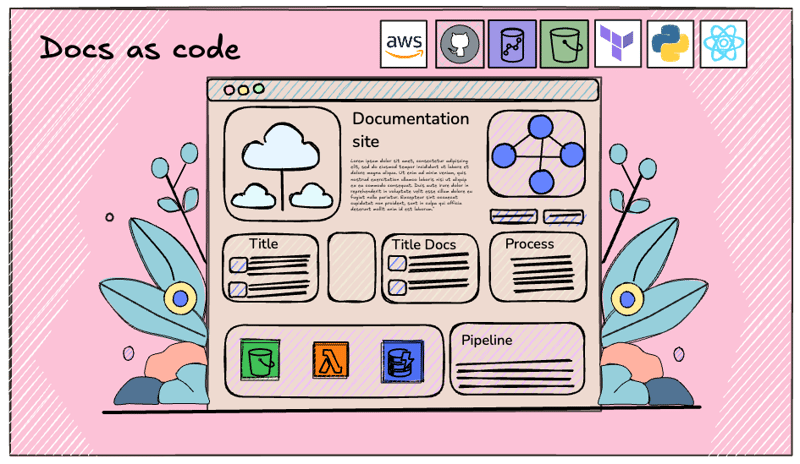 Docs as code
aws
Documentation
site
Lorem ipsum dolor sit amet, consectetur adipiscing
elit, sed do eiusmod tempor incididunt ut labore et
dolore magna aliqua. Ut enim ad minim veniam, quis
nostrud exercitation ullamco laboris nisi ut aliquip
ex ea commodo consequat. Duis aute irure dolor in
reprehenderit in voluptate velit esse cillum dolore eu
fugiat nulla pariatur. Excepteur sint occaecat
cupidatat non proident, sunt in culpa qui officia
deserunt mollit anim id est laborum."
Title
Title Docs
Process
Pipeline